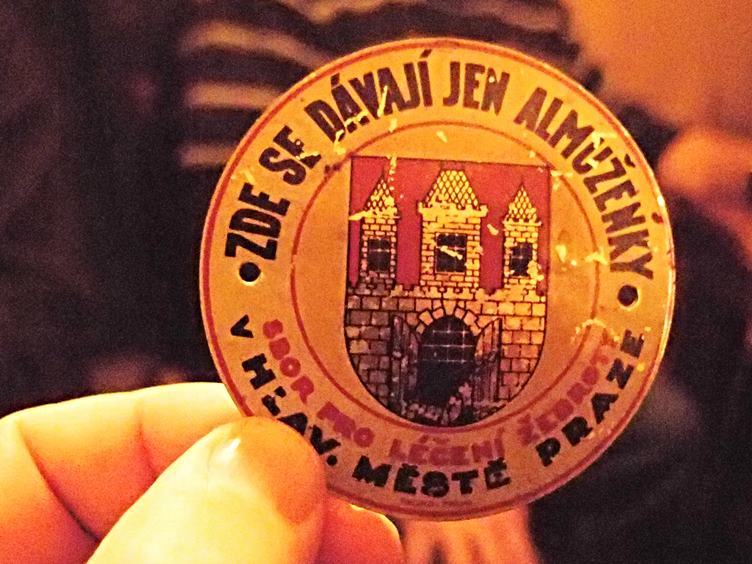 ZDE SE DÁVAJÍ JEN ALMUŽENKY
SBOR PRO LÉČENÍ ŽEBROTY
V HLAV. MĚSTĚ PRAZE